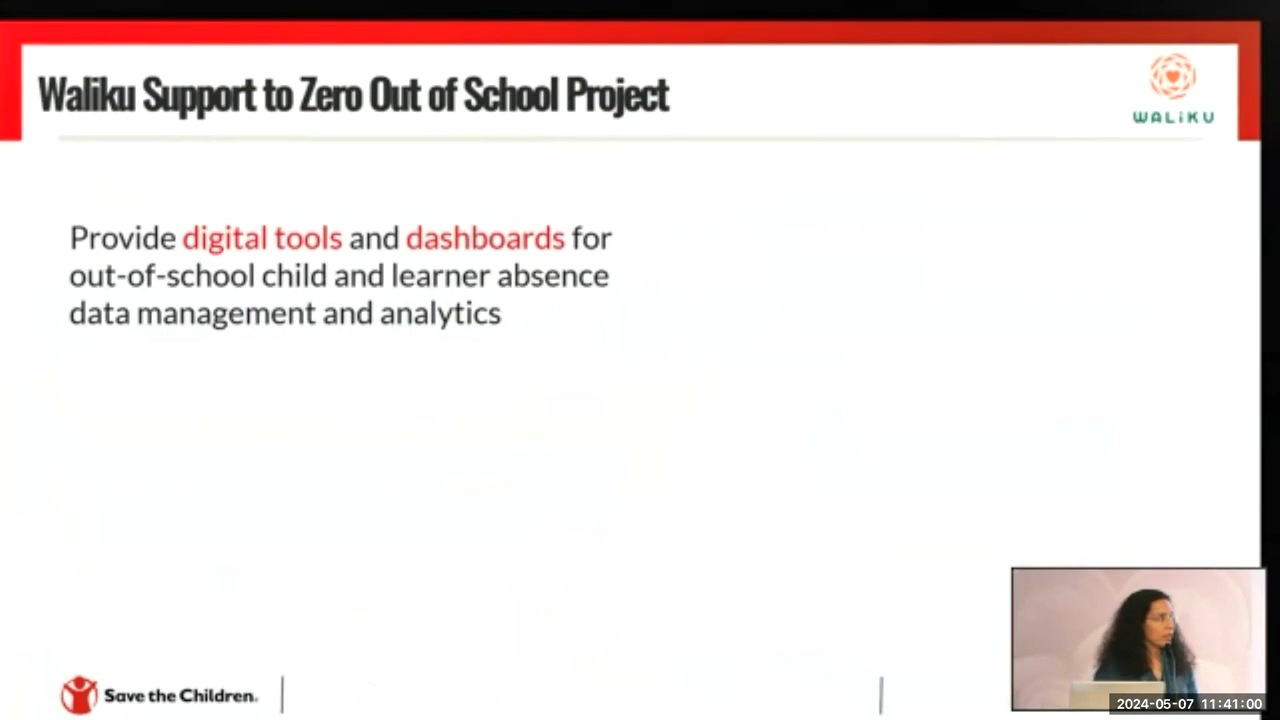 Waliku Support to Zero Out of School Project
WALiKU
Provide digital tools and dashboards for
out-of-school child and learner absence
data management and analytics
Save the Children.
2024-05-07 11:41:00